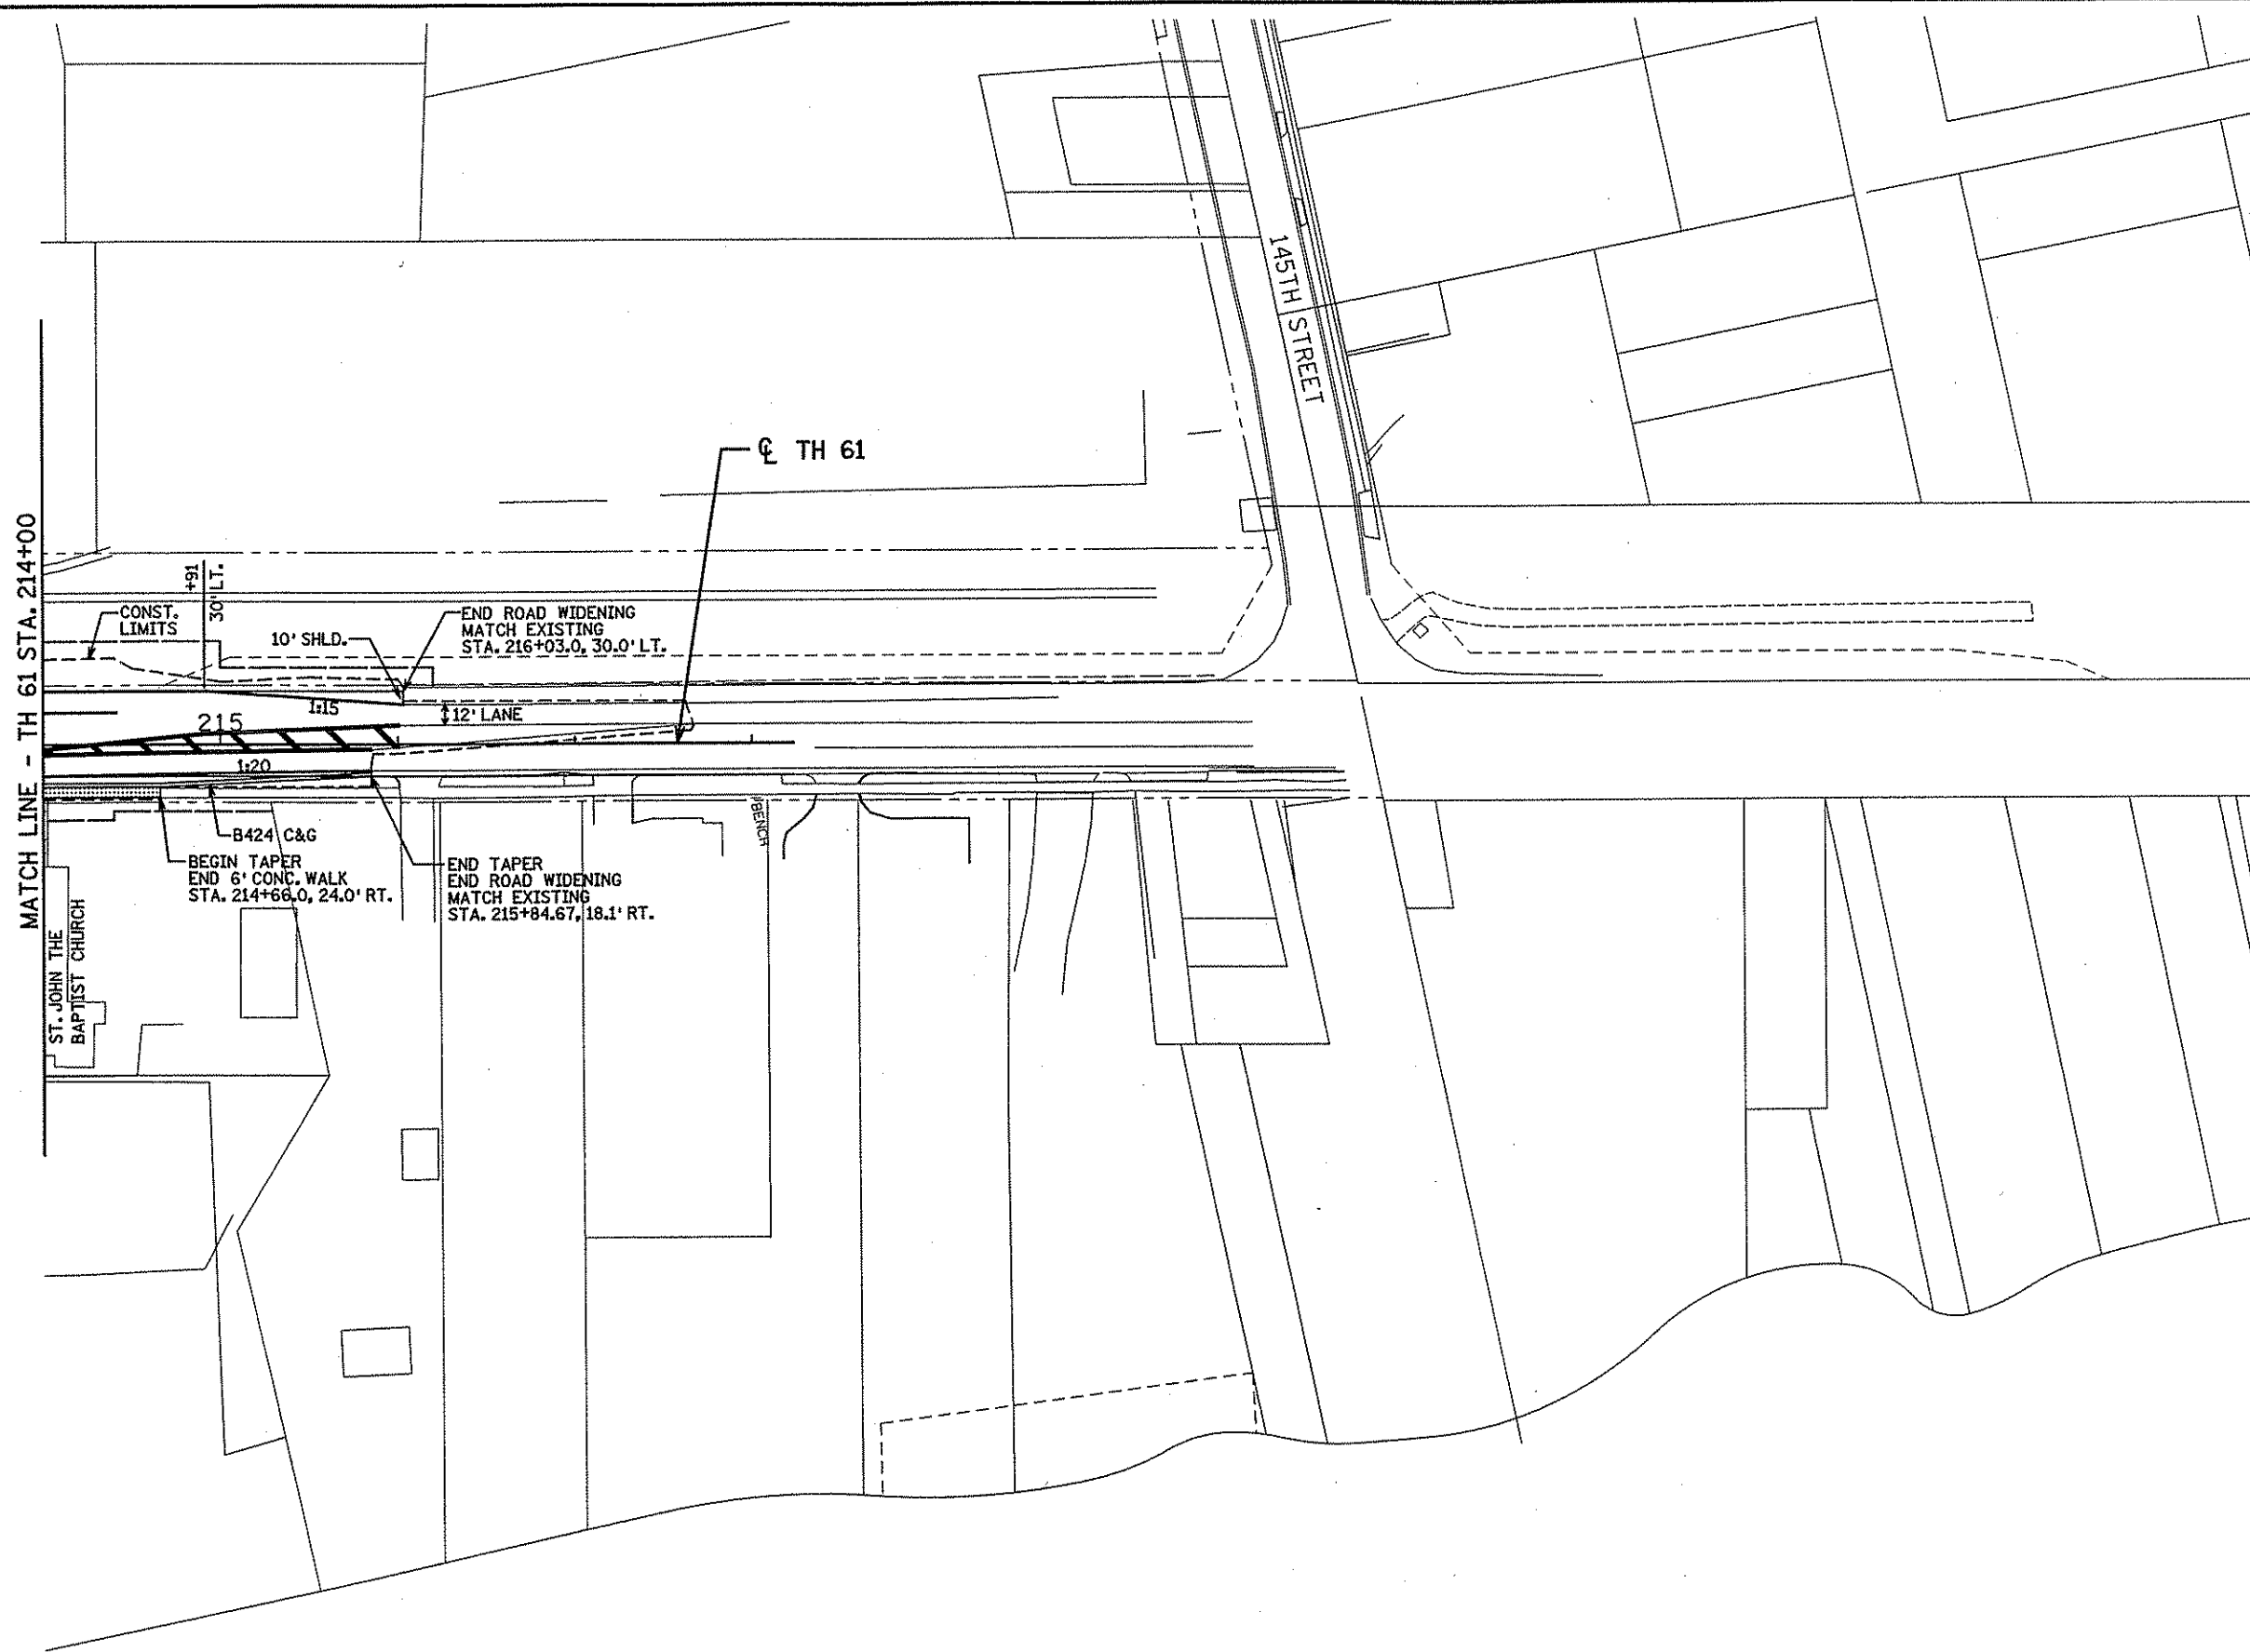 145TH STREET
℄ TH 61
MATCH LINE - TH 61 STA. 214+00
+91
30' LT.
CONST.
LIMITS
10' SHLD.
END ROAD WIDENING
MATCH EXISTING
STA. 216+03.0, 30.0' LT.
1:15
12' LANE
215
1:20
B424 C&G
BENCH
BEGIN TAPER
END 6' CONC. WALK
STA. 214+66.0, 24.0' RT.
END TAPER
END ROAD WIDENING
MATCH EXISTING
STA. 215+84.67, 18.1' RT.
ST. JOHN THE
BAPTIST CHURCH